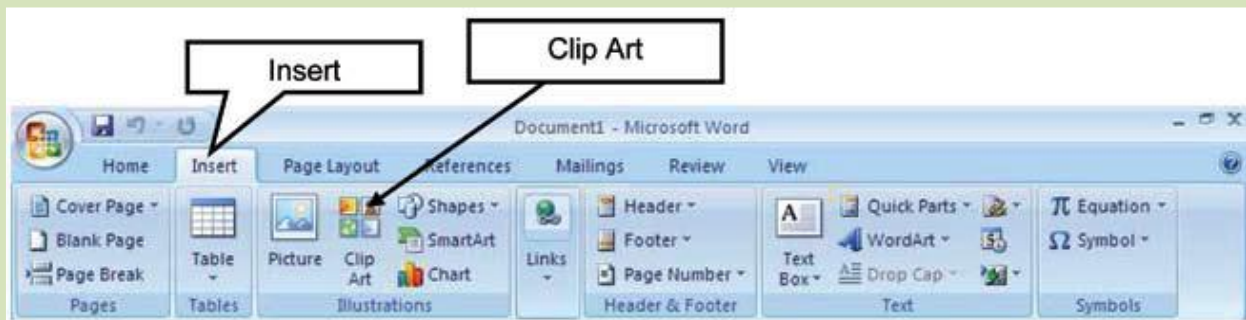 Insert
Clip Art
Document1 - Microsoft Word
Home Insert Page Layout References Mailings Review View
Cover Page
Blank Page
Page Break
Pages
Table
Tables
Picture
Clip
Art
Shapes
SmartArt
Chart
Illustrations
Links
Header
Footer
Page Number
Header & Footer
A
Text
Box
Quick Parts
WordArt
Drop Cap
Text
π Equation
Ω Symbol
Symbols